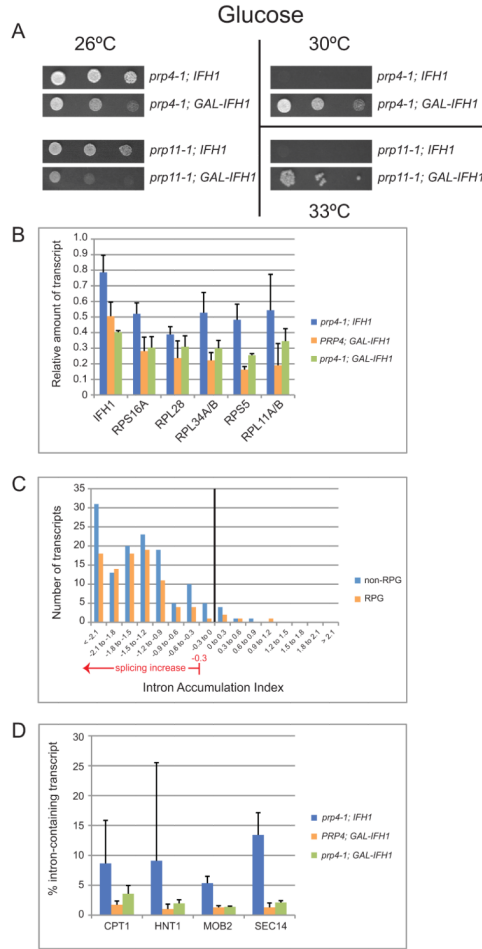 Glucose
A
26ºC
30ºC
prp4-1; IFH1
prp4-1; IFH1
prp4-1; GAL-IFH1
prp4-1; GAL-IFH1
prp11-1; IFH1
prp11-1; IFH1
prp11-1; GAL-IFH1
prp11-1; GAL-IFH1
33ºC
B
Relative amount of transcript
1.0
0.9
0.8
0.7
0.6
0.5
0.4
0.3
0.2
0.1
0
IFH1
RPS16A
RPL28
RPL34A/B
RPS5
RPL11A/B
prp4-1; IFH1
PRP4; GAL-IFH1
prp4-1; GAL-IFH1
C
Number of transcripts
35
30
25
20
15
10
5
0
< -2.1
-2.1 to -1.8
-1.8 to -1.5
-1.5 to -1.2
-1.2 to -0.9
-0.9 to -0.6
-0.6 to -0.3
-0.3 to 0
0 to 0.3
0.3 to 0.6
0.6 to 0.9
0.9 to 1.2
1.2 to 1.5
1.5 to 1.8
1.8 to 2.1
> 2.1
non-RPG
RPG
-0.3
splicing increase
Intron Accumulation Index
D
% intron-containing transcript
30
25
20
15
10
5
0
CPT1
HNT1
MOB2
SEC14
prp4-1; IFH1
PRP4; GAL-IFH1
prp4-1; GAL-IFH1